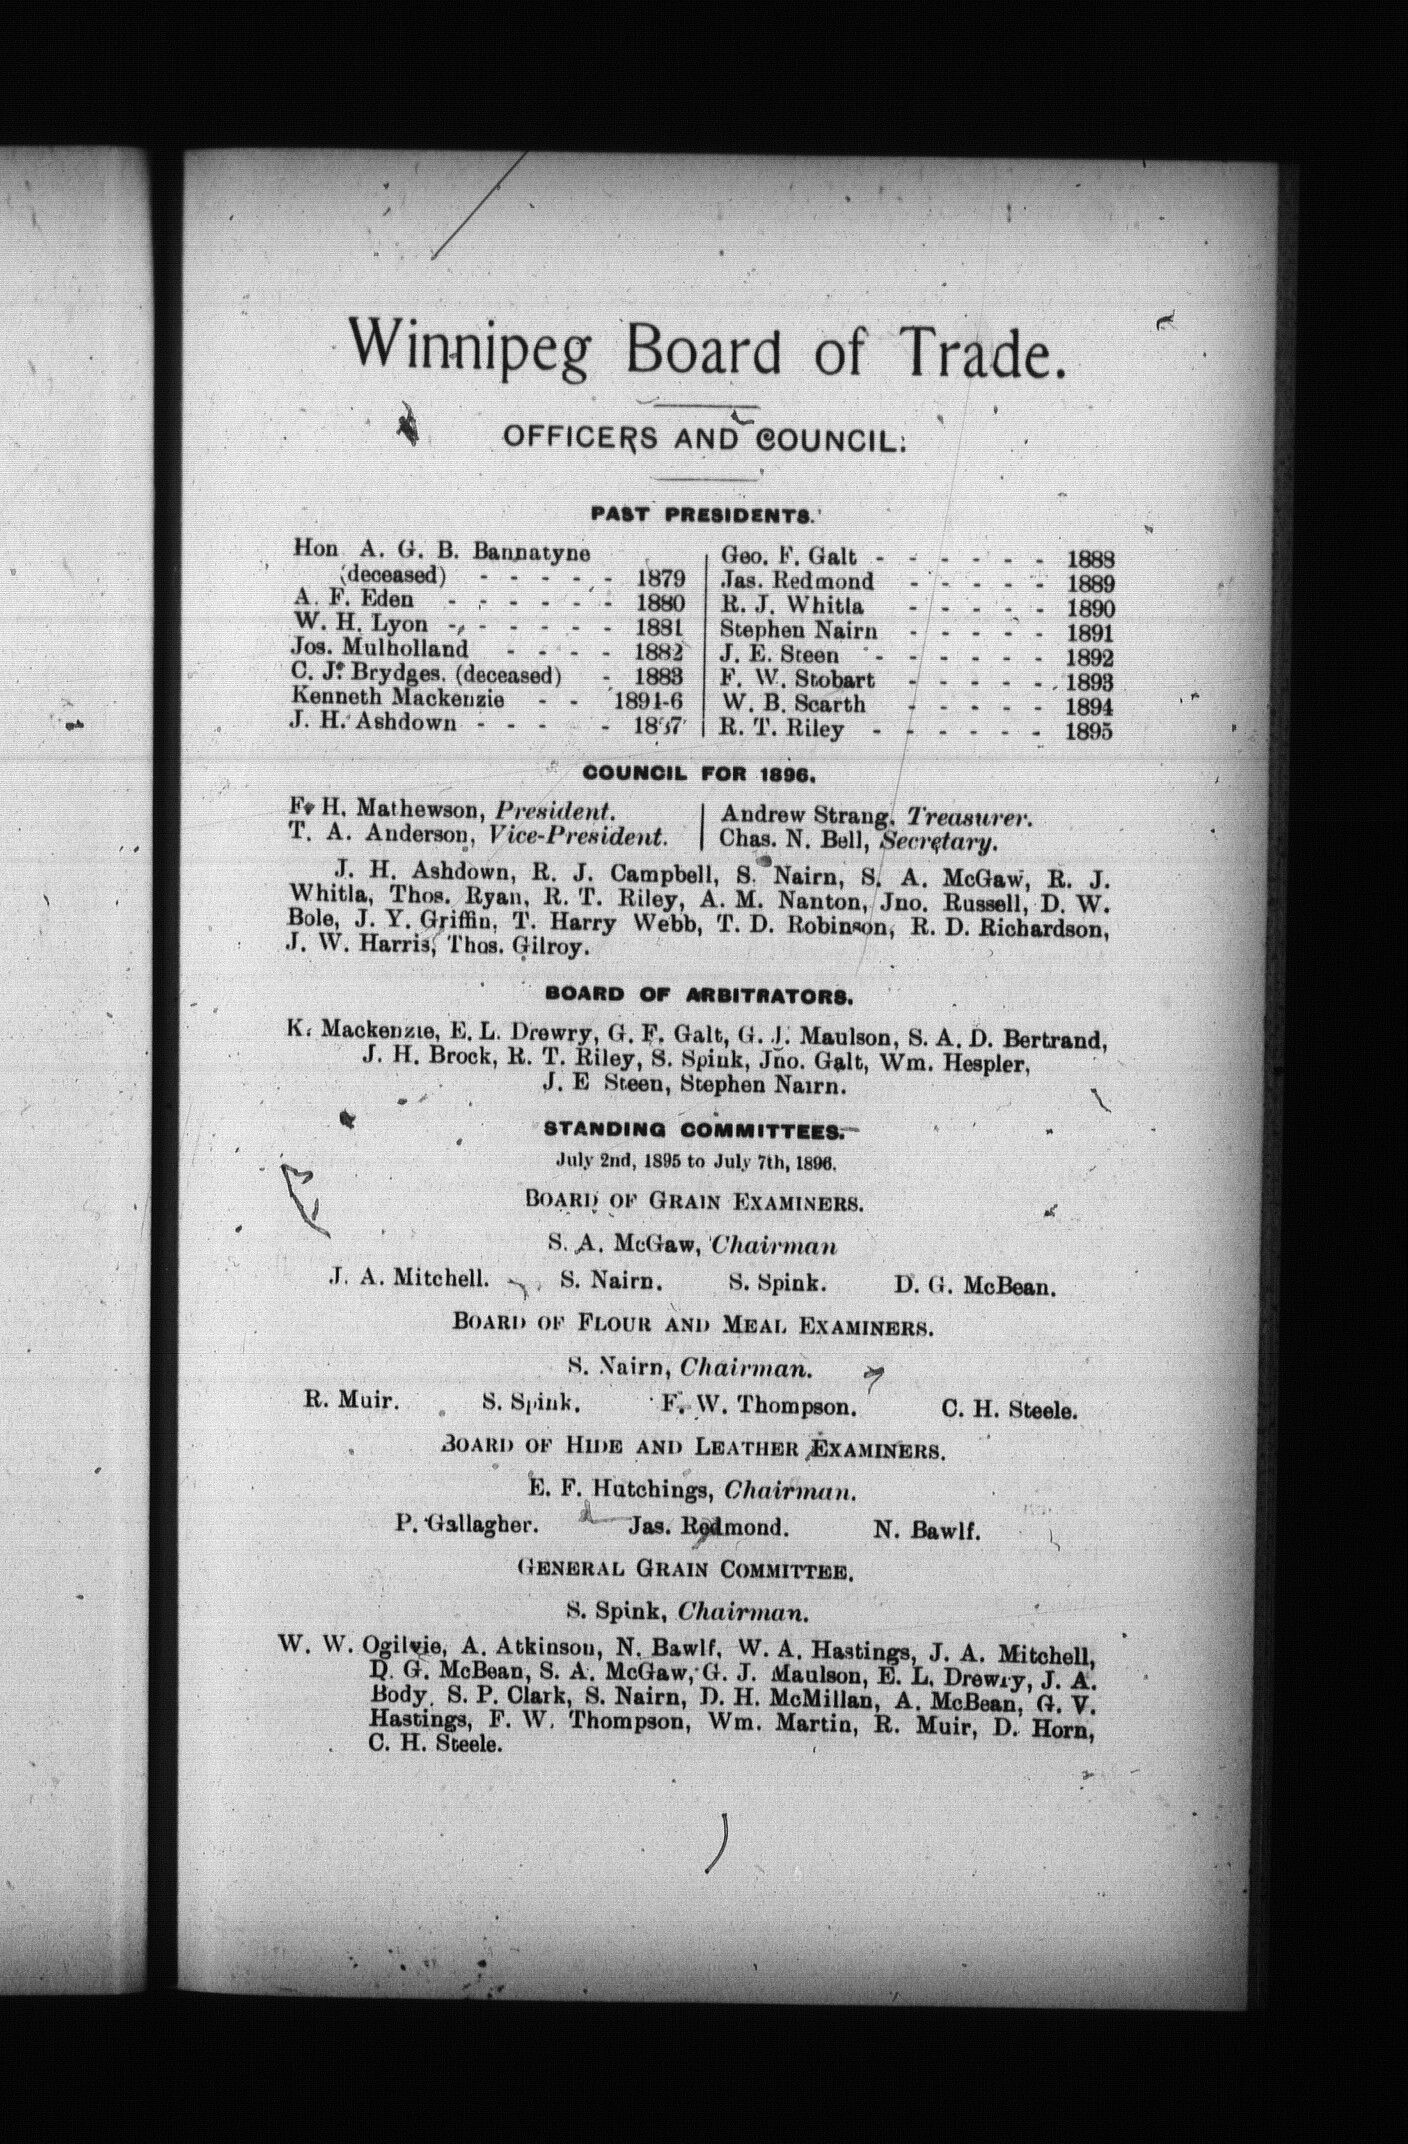 Winnipeg Board of Trade.
OFFICERS AND COUNCIL.
PAST PRESIDENTS.
Hon A. G. B. Bannatyne
(deceased) - - - - - 1879
A. F. Eden - - - - - - 1880
W. H. Lyon - - - - - - 1881
Jos. Mulholland - - - - 1882
C. J. Brydges. (deceased) - 1883
Kenneth Mackenzie - - 1891-6
J. H. Ashdown - - - - 1887
Geo. F. Galt - - - - - - 1888
Jas. Redmond - - - - - 1889
R. J. Whitla - - - - - 1890
Stephen Nairn - - - - - 1891
J. E. Steen - - - - - - 1892
F. W. Stobart - - - - - 1893
W. B. Scarth - - - - - 1894
R. T. Riley - - - - - - 1895
COUNCIL FOR 1896.
F. H. Mathewson, President.
T. A. Anderson, Vice-President.
Andrew Strang, Treasurer.
Chas. N. Bell, Secretary.
J. H. Ashdown, R. J. Campbell, S. Nairn, S. A. McGaw, R. J.
Whitla, Thos. Ryan, R. T. Riley, A. M. Nanton, Jno. Russell, D. W.
Bole, J. Y. Griffin, T. Harry Webb, T. D. Robinson, R. D. Richardson,
J. W. Harris, Thos. Gilroy.
BOARD OF ARBITRATORS.
K. Mackenzie, E. L. Drewry, G. F. Galt, G. J. Maulson, S. A. D. Bertrand,
J. H. Brock, R. T. Riley, S. Spink, Jno. Galt, Wm. Hespler,
J. E Steen, Stephen Nairn.
STANDING COMMITTEES.
July 2nd, 1895 to July 7th, 1896.
BOARD OF GRAIN EXAMINERS.
S. A. McGaw, Chairman
J. A. Mitchell. S. Nairn. S. Spink. D. G. McBean.
BOARD OF FLOUR AND MEAL EXAMINERS.
S. Nairn, Chairman.
R. Muir. S. Spink. F. W. Thompson. C. H. Steele.
BOARD OF HIDE AND LEATHER EXAMINERS.
E. F. Hutchings, Chairman.
P. Gallagher. Jas. Redmond. N. Bawlf.
GENERAL GRAIN COMMITTEE.
S. Spink, Chairman.
W. W. Ogilvie, A. Atkinson, N. Bawlf, W. A. Hastings, J. A. Mitchell,
D. G. McBean, S. A. McGaw, G. J. Maulson, E. L. Drewry, J. A.
Body, S. P. Clark, S. Nairn, D. H. McMillan, A. McBean, G. V.
Hastings, F. W. Thompson, Wm. Martin, R. Muir, D. Horn,
C. H. Steele.